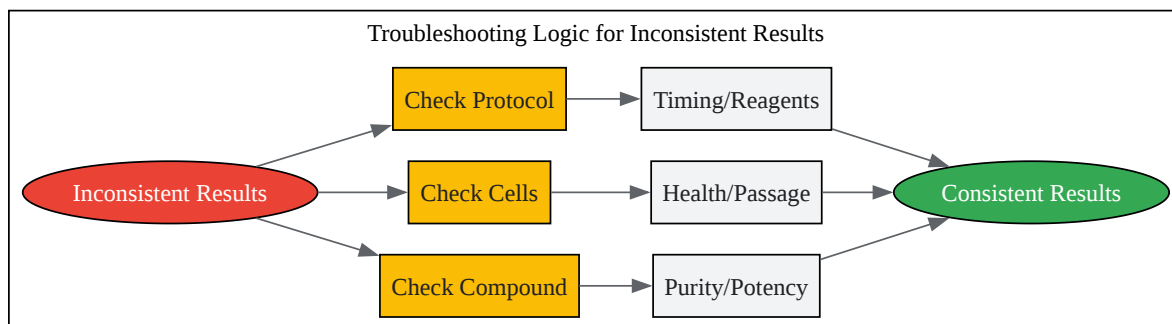 Troubleshooting Logic for Inconsistent Results
Check Protocol
Timing/Reagents
Inconsistent Results
Check Cells
Health/Passage
Consistent Results
Check Compound
Purity/Potency